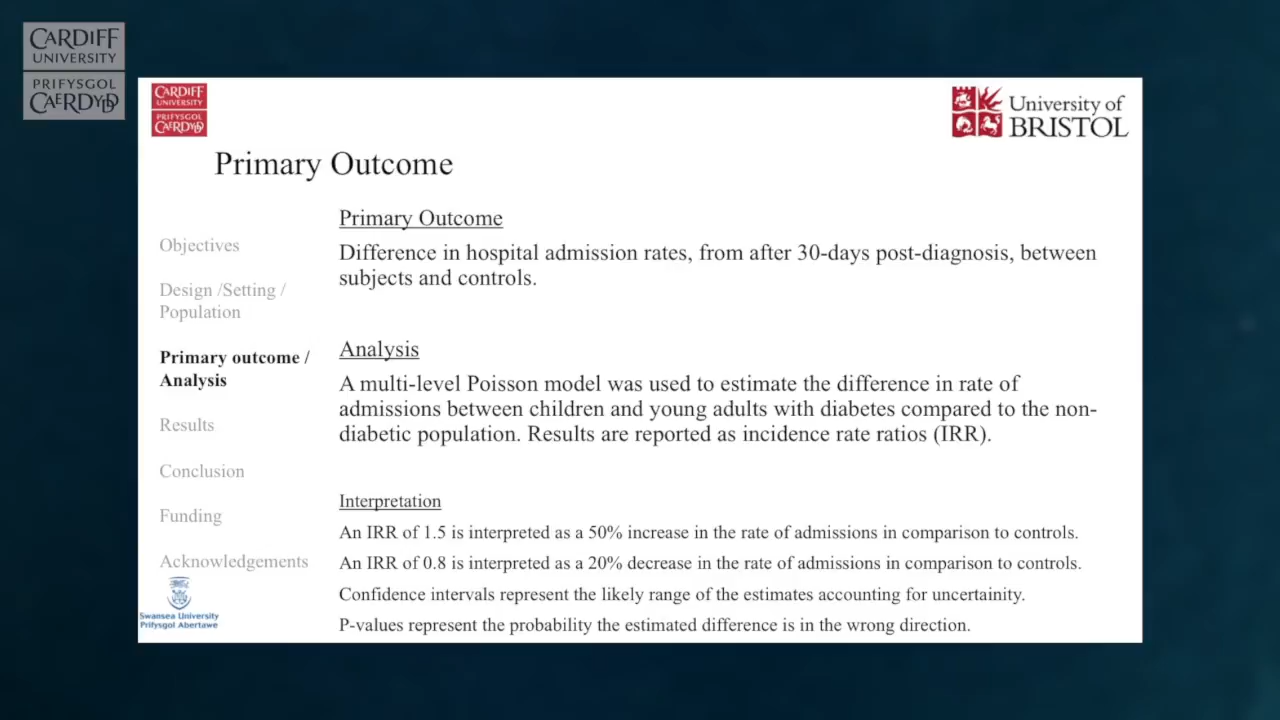 CARDIFF
UNIVERSITY
PRIFYSGOL
CAERDYDD
CARDIFF
UNIVERSITY
PRIFYSGOL
CAERDYDD
University of
BRISTOL
Primary Outcome
Objectives
Design /Setting /
Population
Primary outcome /
Analysis
Results
Conclusion
Funding
Acknowledgements
Swansea University
Prifysgol Abertawe
Primary Outcome
Difference in hospital admission rates, from after 30-days post-diagnosis, between
subjects and controls.
Analysis
A multi-level Poisson model was used to estimate the difference in rate of
admissions between children and young adults with diabetes compared to the non-
diabetic population. Results are reported as incidence rate ratios (IRR).
Interpretation
An IRR of 1.5 is interpreted as a 50% increase in the rate of admissions in comparison to controls.
An IRR of 0.8 is interpreted as a 20% decrease in the rate of admissions in comparison to controls.
Confidence intervals represent the likely range of the estimates accounting for uncertainity.
P-values represent the probability the estimated difference is in the wrong direction.